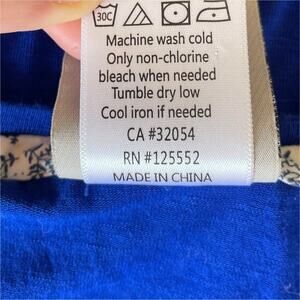 30C
Machine wash cold
Only non-chlorine
bleach when needed
Tumble dry low
Cool iron if needed
CA #32054
RN #125552
MADE IN CHINA